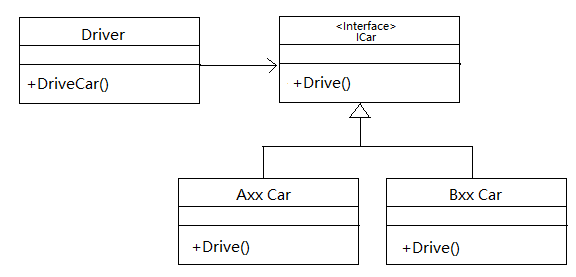 Driver
+DriveCar()
<Interface>
ICar
+Drive()
Axx Car
+Drive()
Bxx Car
+Drive()